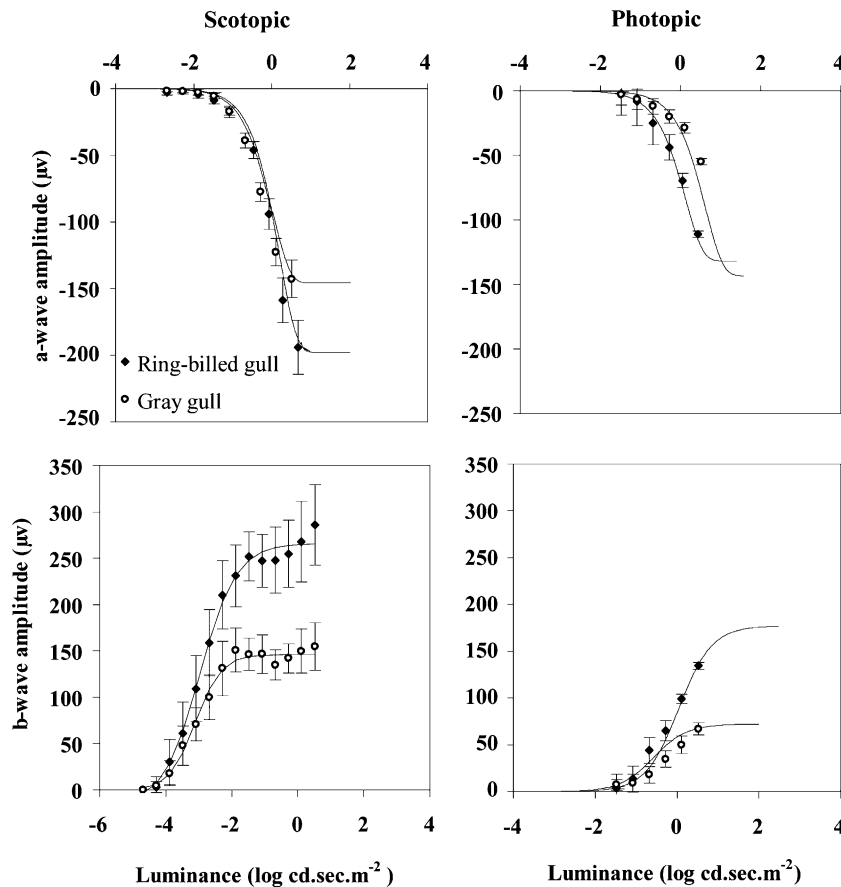 Scotopic
Photopic
-4 -2 0 2 4
-4 -2 0 2 4
0
-50
-100
-150
-200
-250
a-wave amplitude (µv)
Ring-billed gull
Gray gull
0
-50
-100
-150
-200
-250
350
300
250
200
150
100
50
0
b-wave amplitude (µv)
-6 -4 -2 0 2 4
Luminance (log cd.sec.m-2)
350
300
250
200
150
100
50
0
-4 -2 0 2 4
Luminance (log cd.sec.m-2)